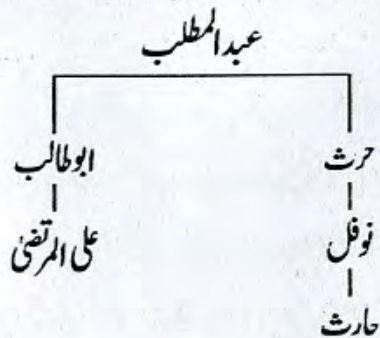 عبدالمطلب
حرث ابوطالب
نوفل علی المرتضیٰ
حارث